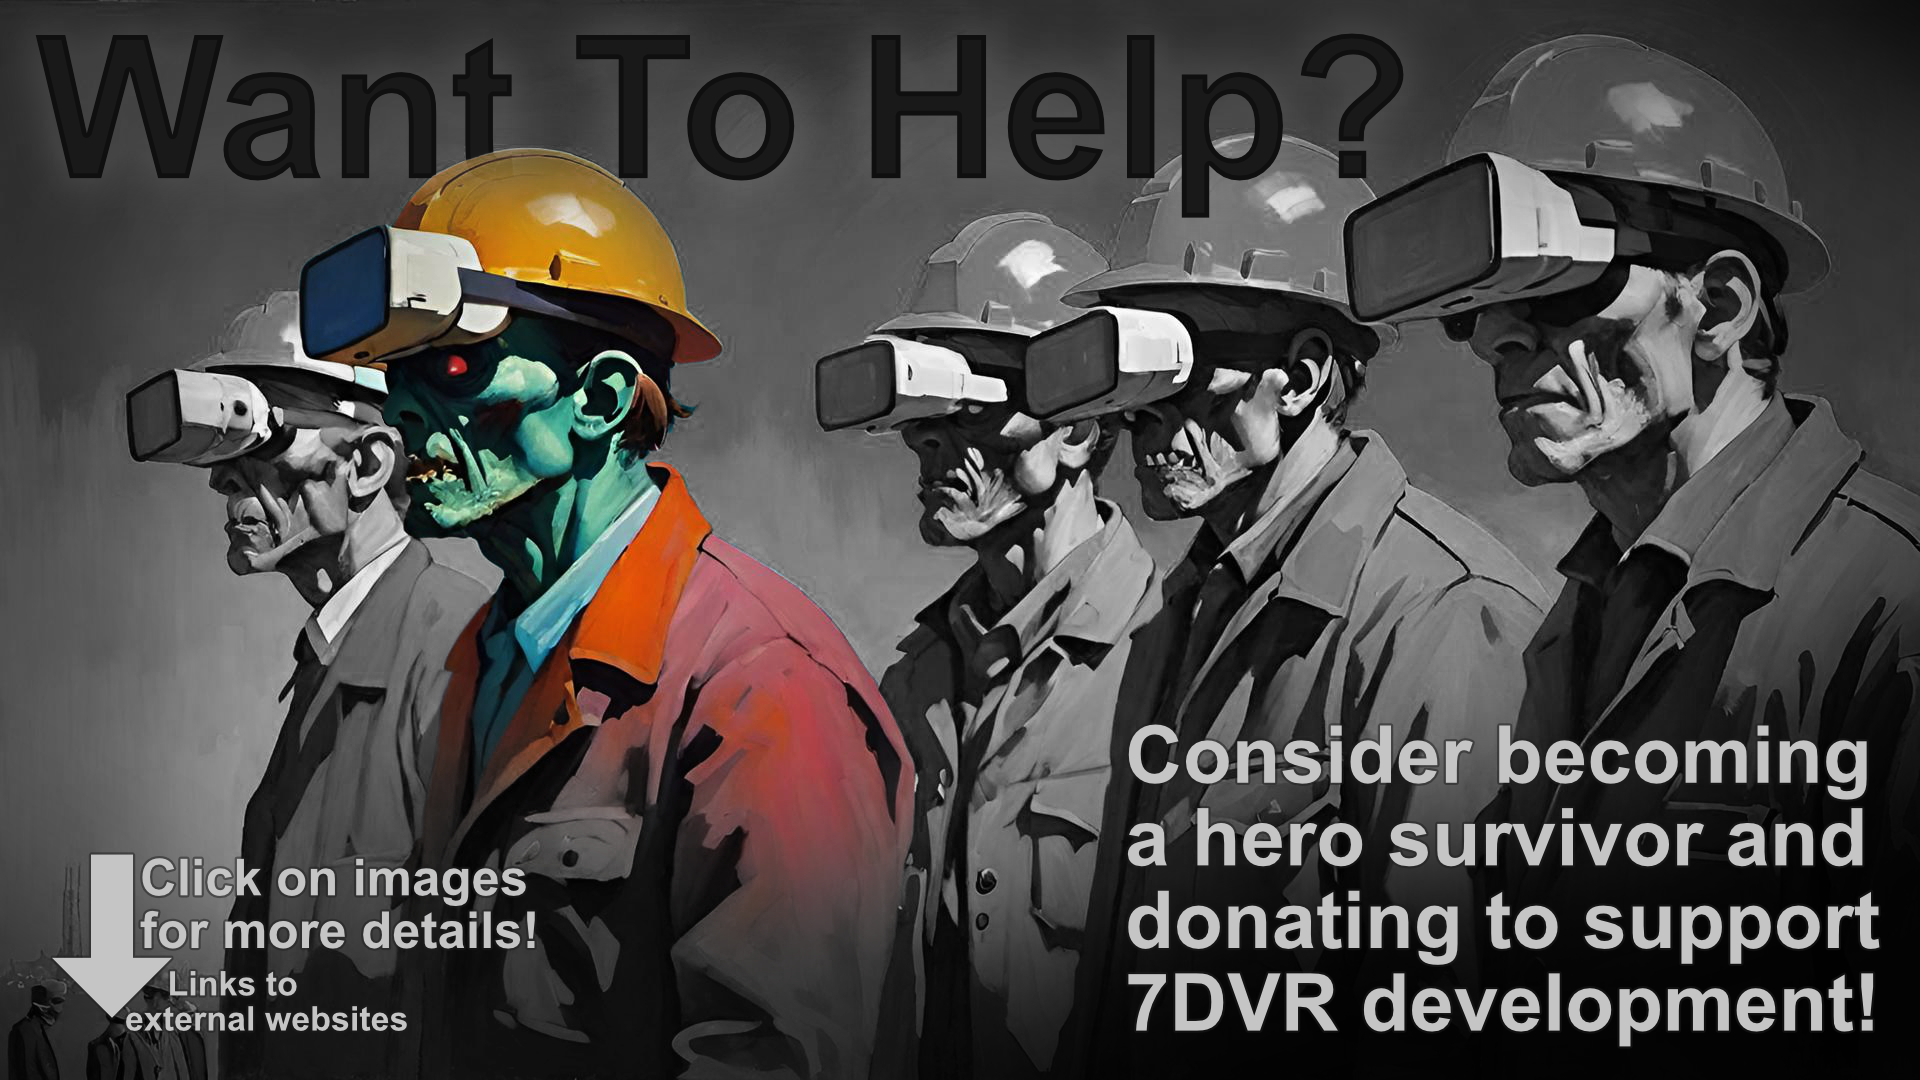 Want To Help?
Consider becoming
a hero survivor and
donating to support
7DVR development!
Click on images
for more details!
Links to
external websites